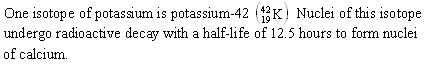 One isotope of potassium is potassium-42 (⁴²₁₉K) Nuclei of this isotope
undergo radioactive decay with a half-life of 12.5 hours to form nuclei
of calcium.